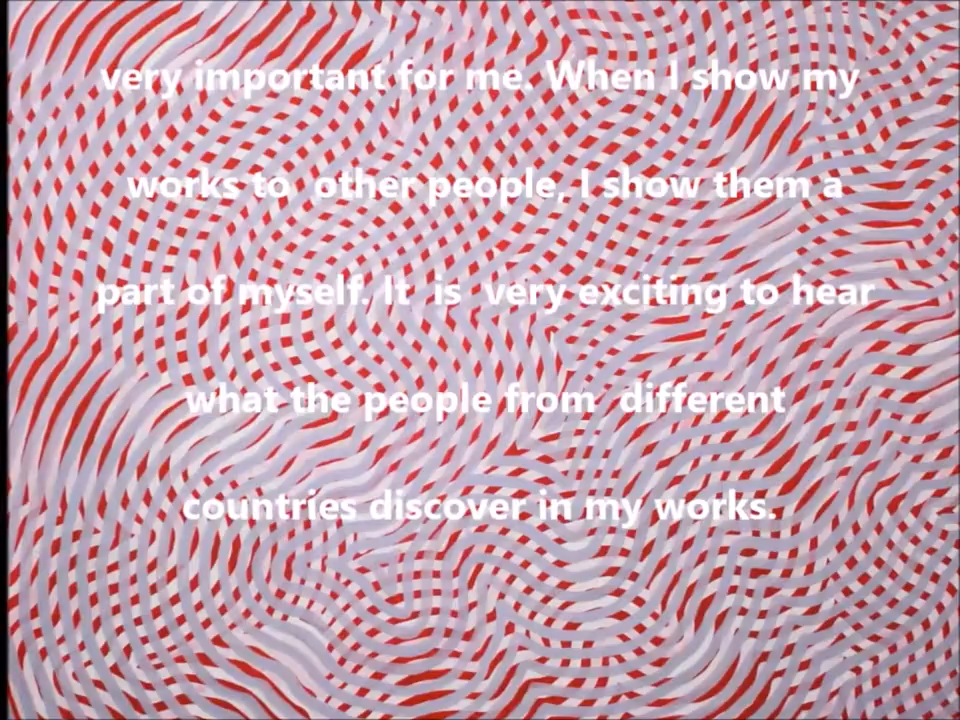 very important for me. When I show my
works to other people, I show them a
part of myself. It is very exciting to hear
what the people from different
countries discover in my works.